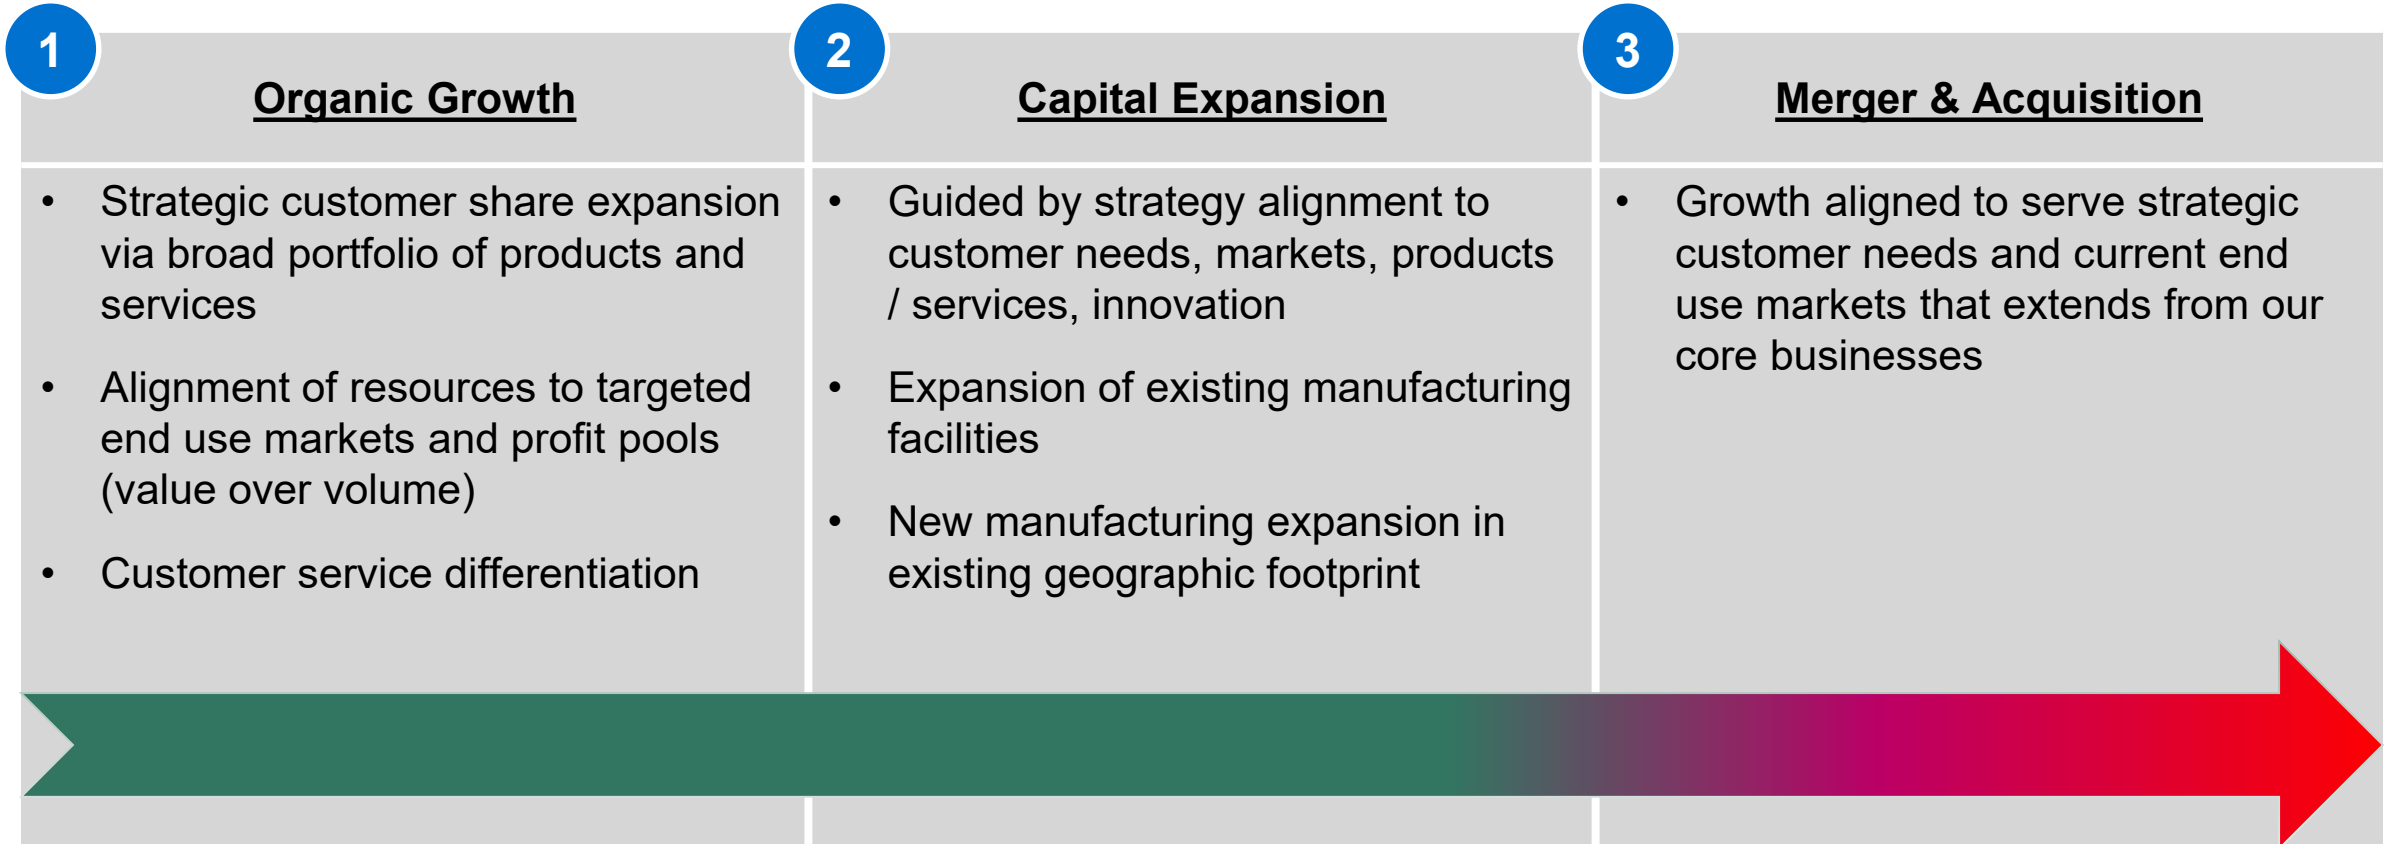 1
Organic Growth
• Strategic customer share expansion
via broad portfolio of products and
services
• Alignment of resources to targeted
end use markets and profit pools
(value over volume)
• Customer service differentiation
2
Capital Expansion
• Guided by strategy alignment to
customer needs, markets, products
/ services, innovation
• Expansion of existing manufacturing
facilities
• New manufacturing expansion in
existing geographic footprint
3
Merger & Acquisition
• Growth aligned to serve strategic
customer needs and current end
use markets that extends from our
core businesses